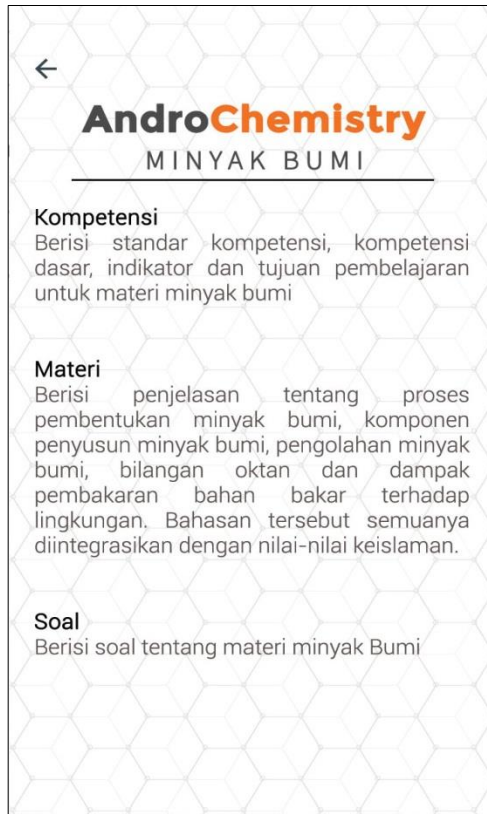 AndroChemistry
MINYAK BUMI
Kompetensi
Berisi standar kompetensi, kompetensi
dasar, indikator dan tujuan pembelajaran
untuk materi minyak bumi
Materi
Berisi penjelasan tentang proses
pembentukan minyak bumi, komponen
penyusun minyak bumi, pengolahan minyak
bumi, bilangan oktan dan dampak
pembakaran bahan bakar terhadap
lingkungan. Bahasan tersebut semuanya
diintegrasikan dengan nilai-nilai keislaman.
Soal
Berisi soal tentang materi minyak Bumi